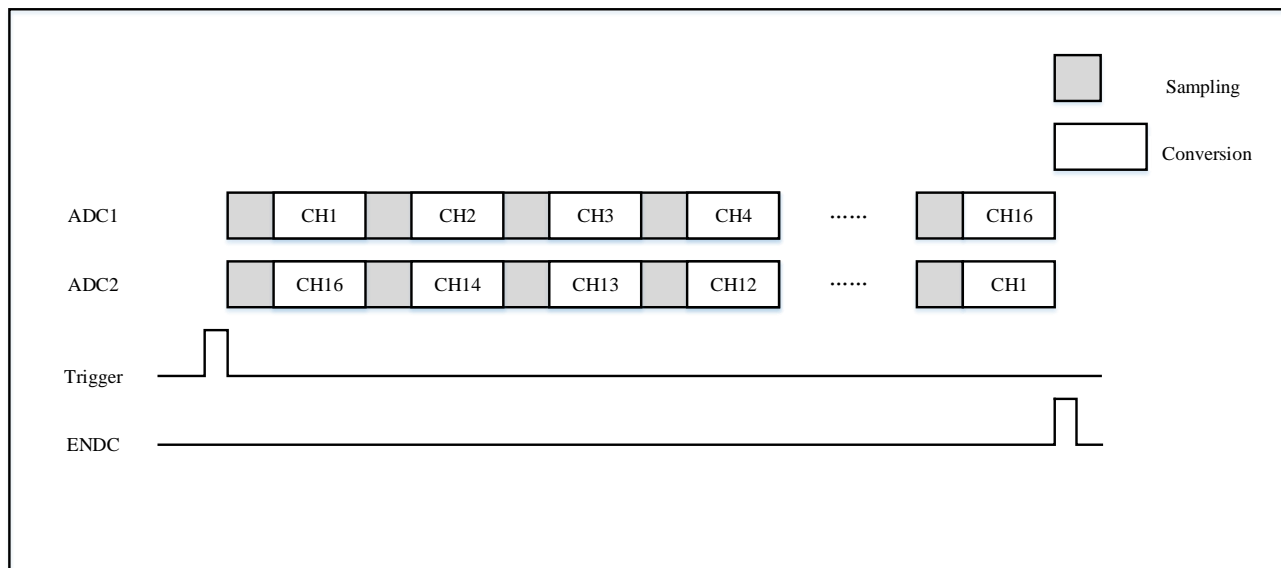 Sampling
Conversion
ADC1 CH1 CH2 CH3 CH4 ...... CH16
ADC2 CH16 CH14 CH13 CH12 ...... CH1
Trigger
ENDC